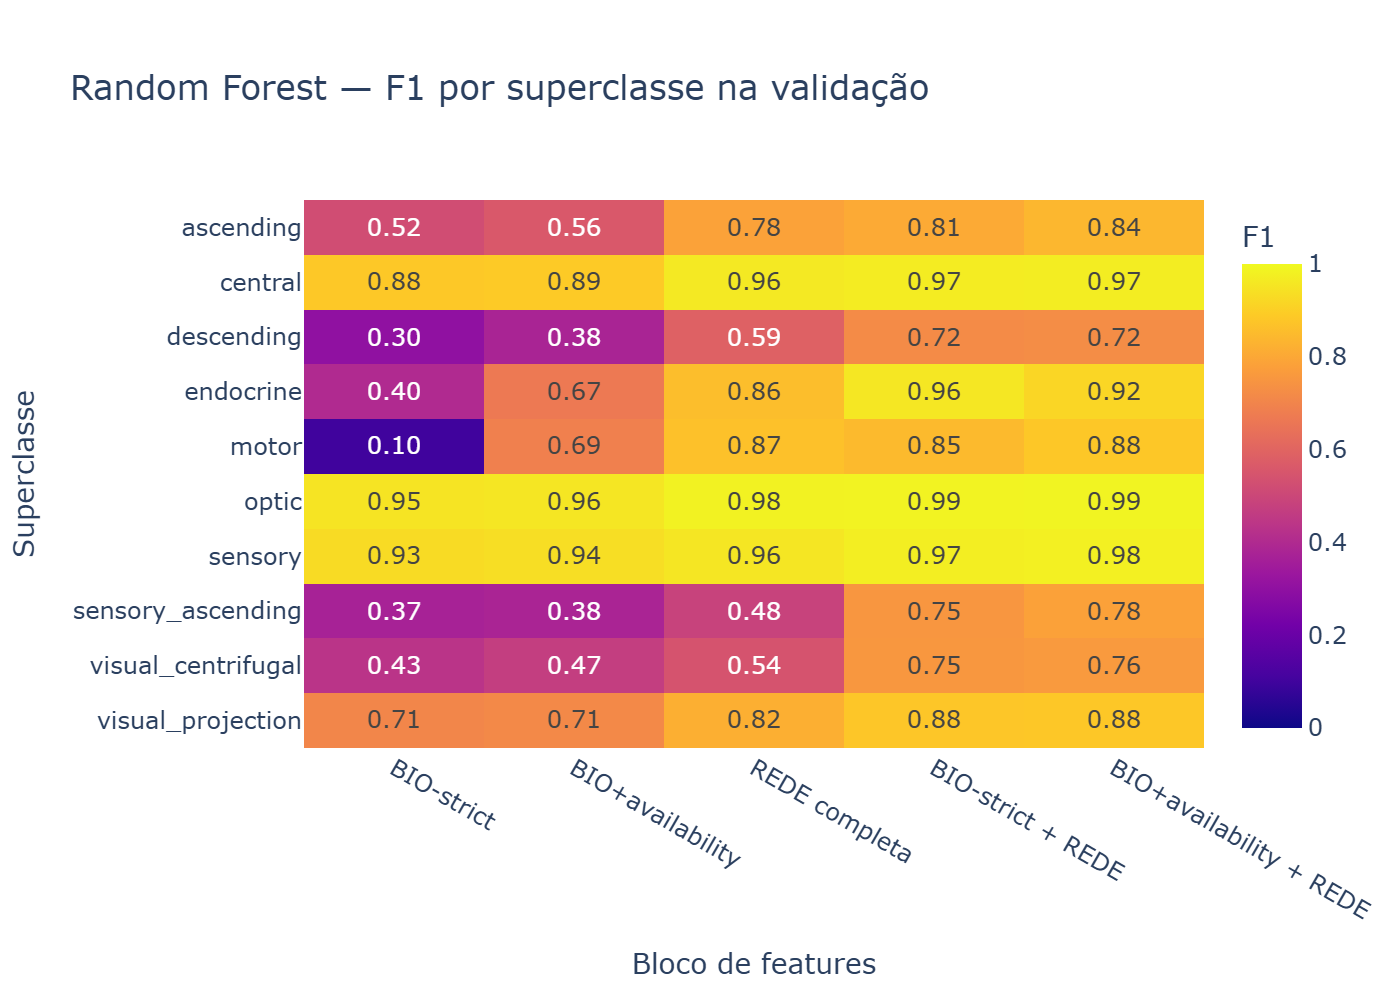 Random Forest — F1 por superclasse na validação
F1
Superclasse
ascending 0.52 0.56 0.78 0.81 0.84
central 0.88 0.89 0.96 0.97 0.97
descending 0.30 0.38 0.59 0.72 0.72
endocrine 0.40 0.67 0.86 0.96 0.92
motor 0.10 0.69 0.87 0.85 0.88
optic 0.95 0.96 0.98 0.99 0.99
sensory 0.93 0.94 0.96 0.97 0.98
sensory_ascending 0.37 0.38 0.48 0.75 0.78
visual_centrifugal 0.43 0.47 0.54 0.75 0.76
visual_projection 0.71 0.71 0.82 0.88 0.88
1
0.8
0.6
0.4
0.2
0
BIO-strict
BIO+availability
REDE completa
BIO-strict + REDE
BIO+availability + REDE
Bloco de features